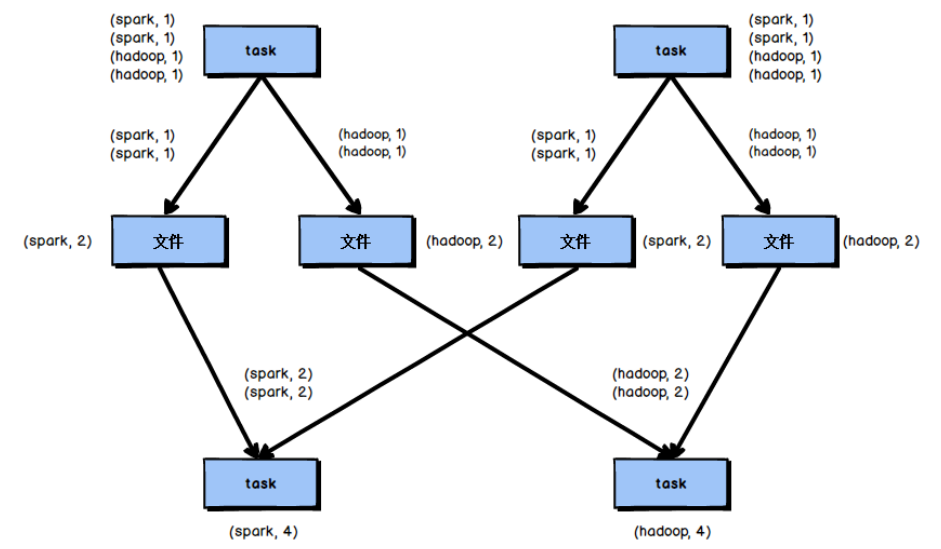 (spark, 1)
(spark, 1)
(hadoop, 1)
(hadoop, 1)
task
task
(spark, 1)
(spark, 1)
(hadoop, 1)
(hadoop, 1)
(spark, 1)
(spark, 1)
(hadoop, 1)
(hadoop, 1)
(spark, 1)
(spark, 1)
(hadoop, 1)
(hadoop, 1)
(spark, 2)
文件
文件
(hadoop, 2)
文件
(spark, 2)
文件
(hadoop, 2)
(spark, 2)
(spark, 2)
(hadoop, 2)
(hadoop, 2)
task
task
(spark, 4)
(hadoop, 4)